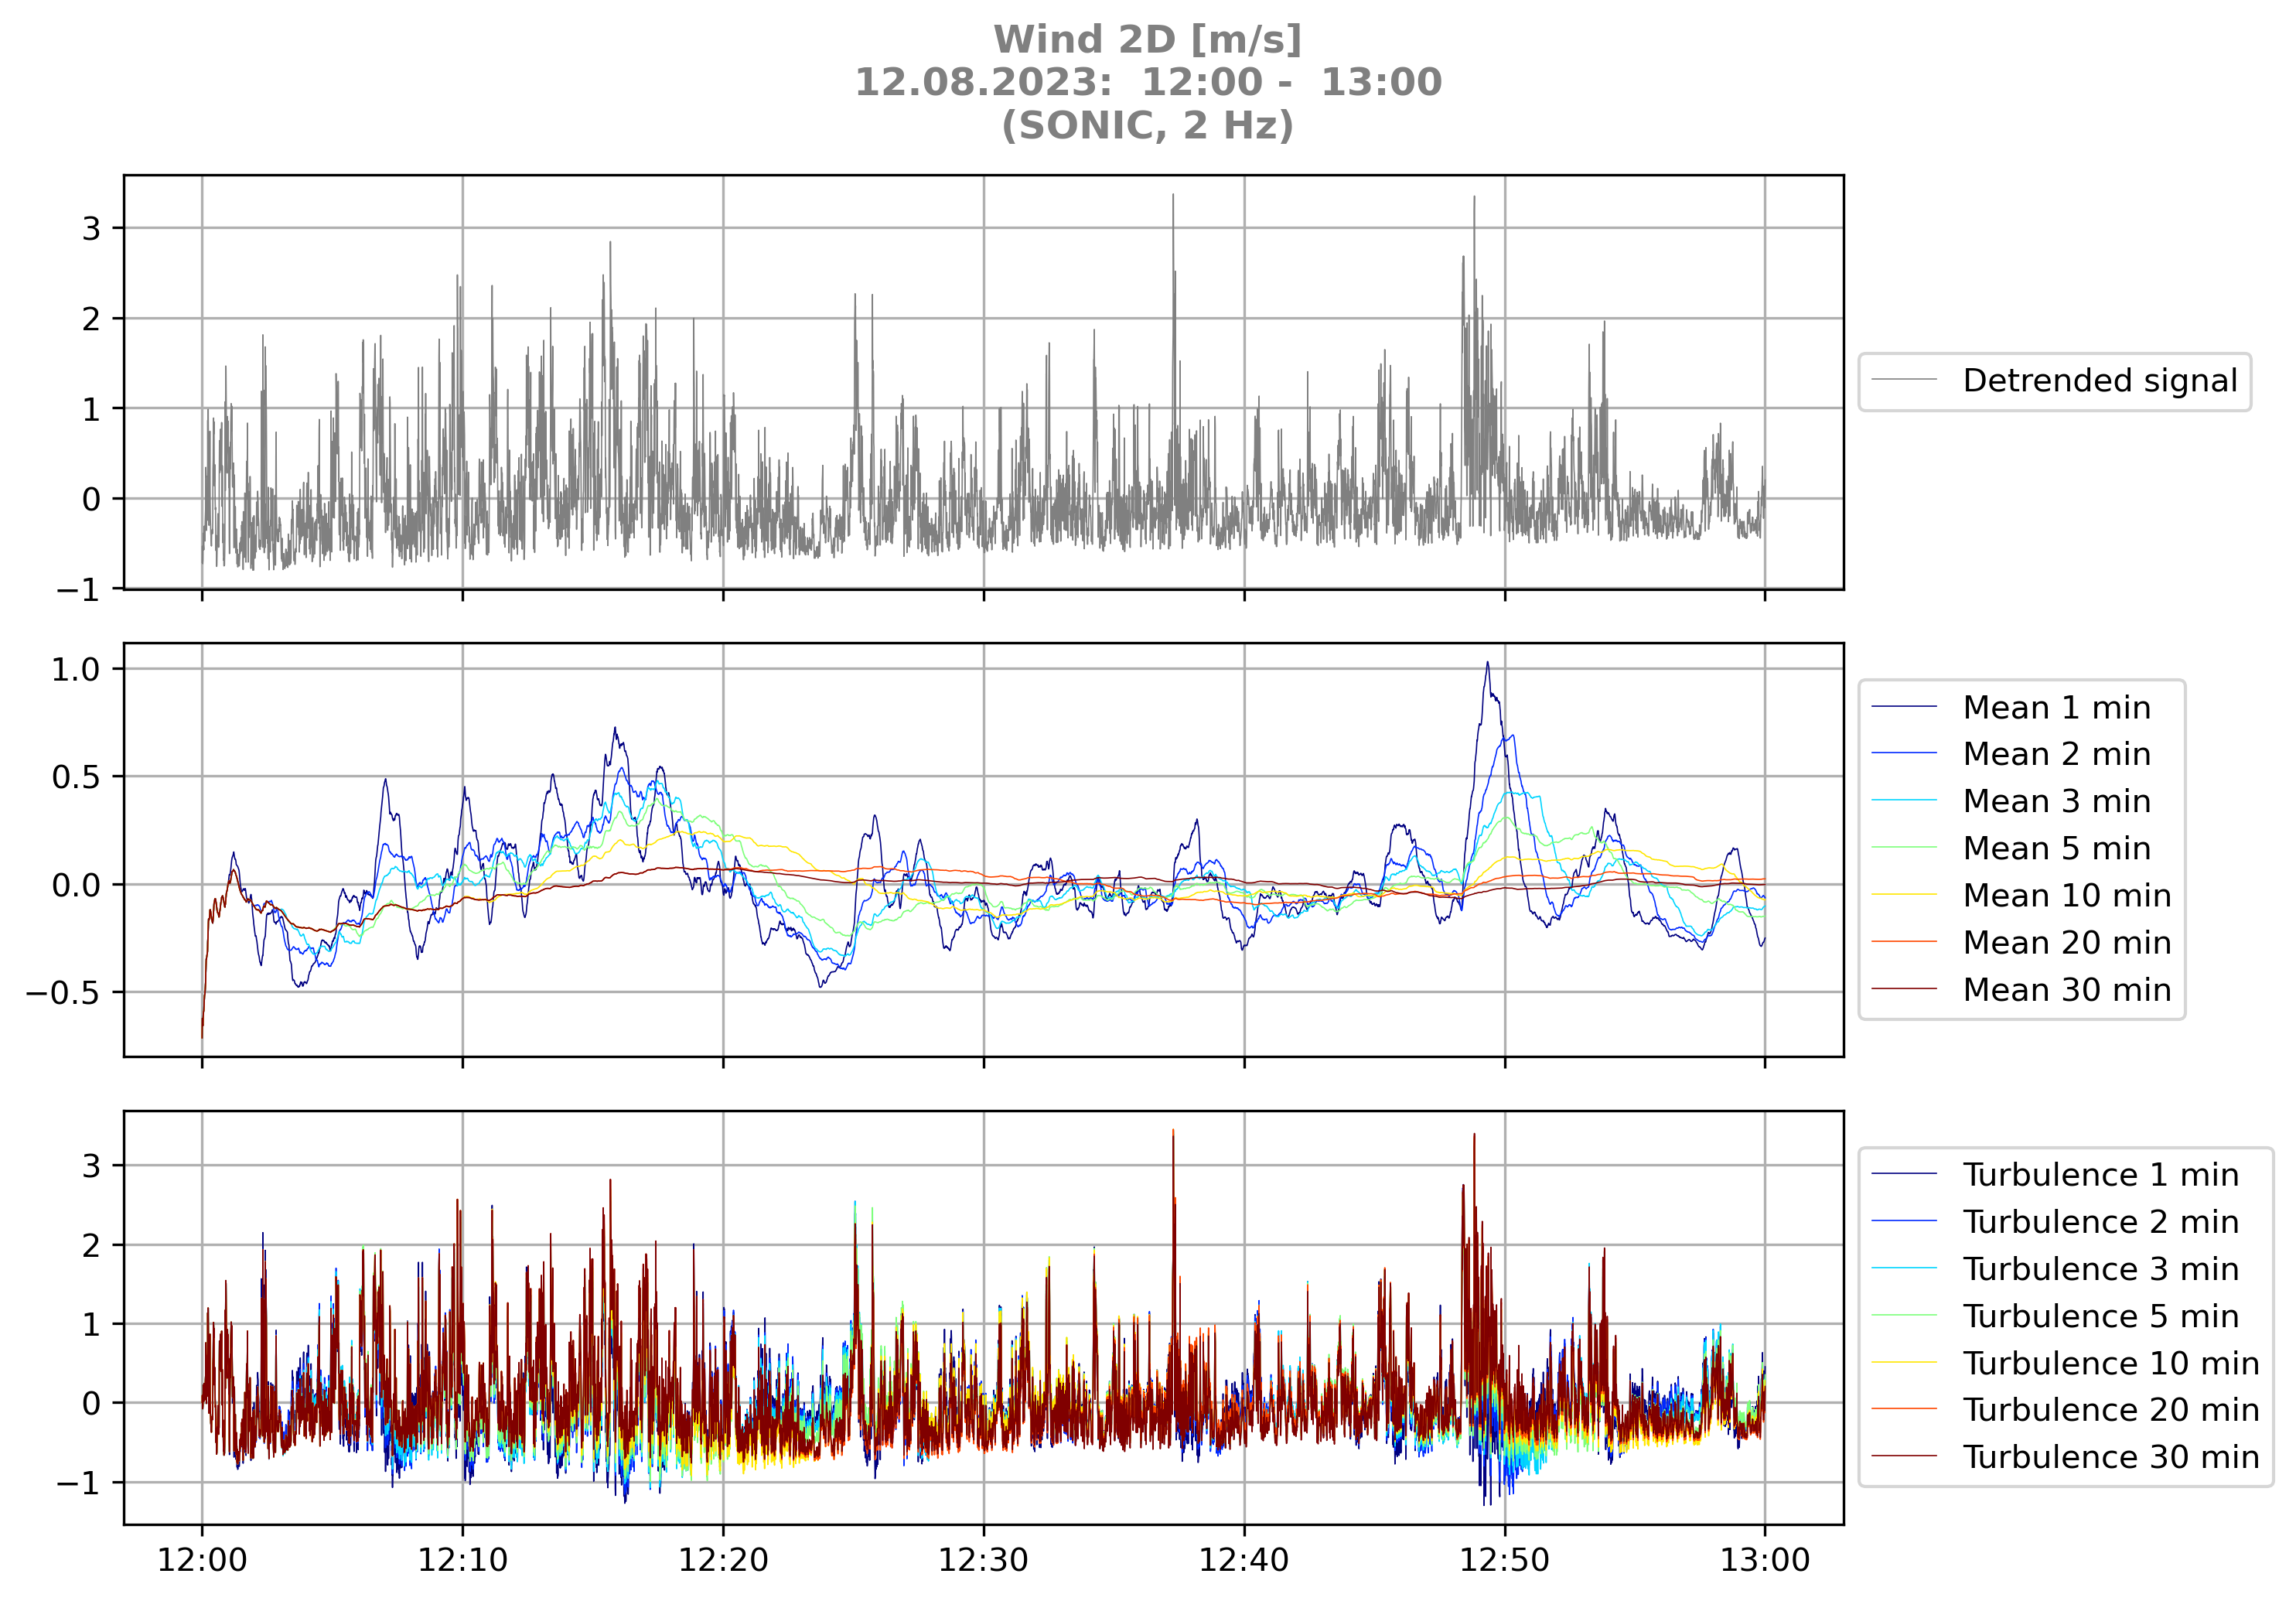 Wind 2D [m/s]
12.08.2023:  12:00 -  13:00
(SONIC, 2 Hz)
3
2
1
0
−1
Detrended signal
1.0
0.5
0.0
−0.5
Mean 1 min
Mean 2 min
Mean 3 min
Mean 5 min
Mean 10 min
Mean 20 min
Mean 30 min
3
2
1
0
−1
Turbulence 1 min
Turbulence 2 min
Turbulence 3 min
Turbulence 5 min
Turbulence 10 min
Turbulence 20 min
Turbulence 30 min
12:00 12:10 12:20 12:30 12:40 12:50 13:00